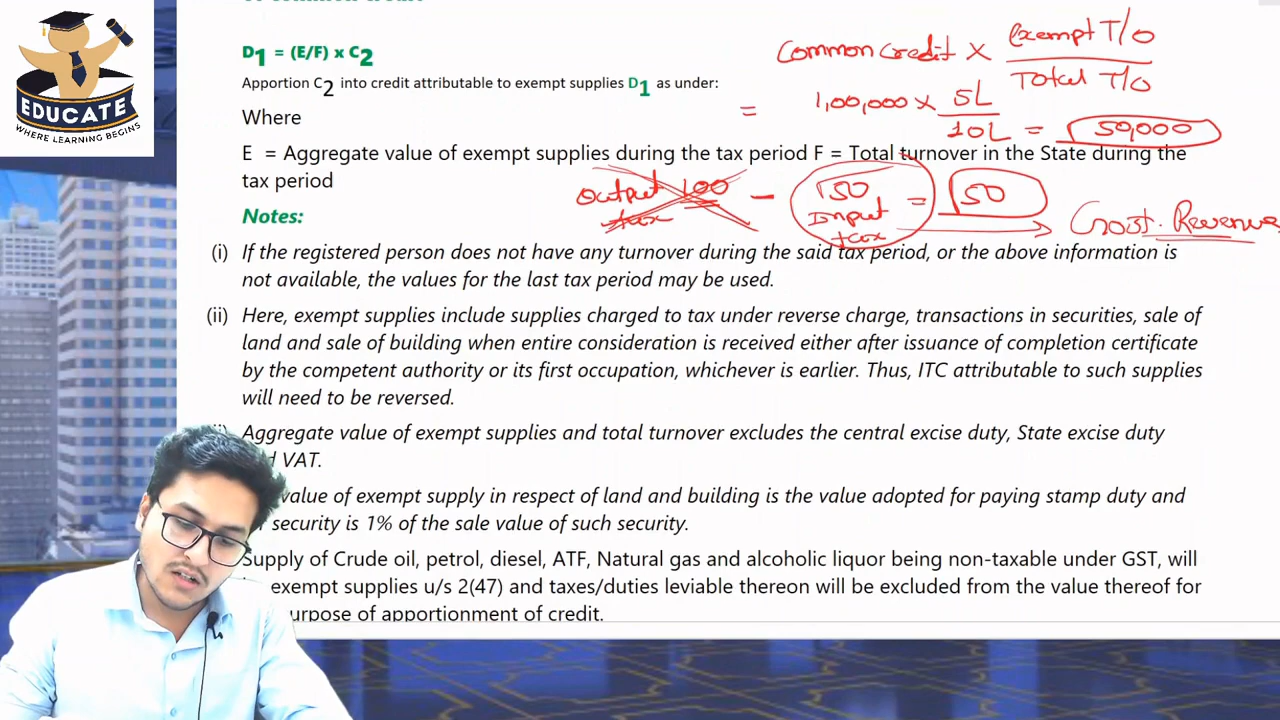 EDUCATE
WHERE LEARNING BEGINS
D1 = (E/F) x C2
Apportion C2 into credit attributable to exempt supplies D1 as under:
Common Credit x Exempt T/O
Total T/O
= 1,00,000 x 5L
10L = 50,000
Where
E = Aggregate value of exempt supplies during the tax period F = Total turnover in the State during the
tax period
Output 100 - 150 = 50
tax Input
tax
Govt. Revenue
Notes:
(i) If the registered person does not have any turnover during the said tax period, or the above information is
not available, the values for the last tax period may be used.
(ii) Here, exempt supplies include supplies charged to tax under reverse charge, transactions in securities, sale of
land and sale of building when entire consideration is received either after issuance of completion certificate
by the competent authority or its first occupation, whichever is earlier. Thus, ITC attributable to such supplies
will need to be reversed.
Aggregate value of exempt supplies and total turnover excludes the central excise duty, State excise duty
VAT.
value of exempt supply in respect of land and building is the value adopted for paying stamp duty and
security is 1% of the sale value of such security.
Supply of Crude oil, petrol, diesel, ATF, Natural gas and alcoholic liquor being non-taxable under GST, will
exempt supplies u/s 2(47) and taxes/duties leviable thereon will be excluded from the value thereof for
purpose of apportionment of credit.